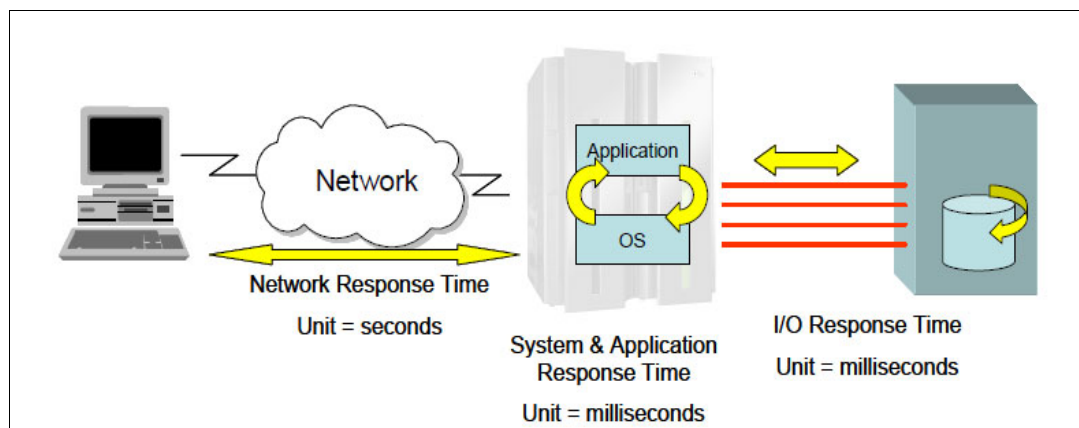 Network
Network Response Time
Unit = seconds
Application
OS
System & Application
Response Time
Unit = milliseconds
I/O Response Time
Unit = milliseconds